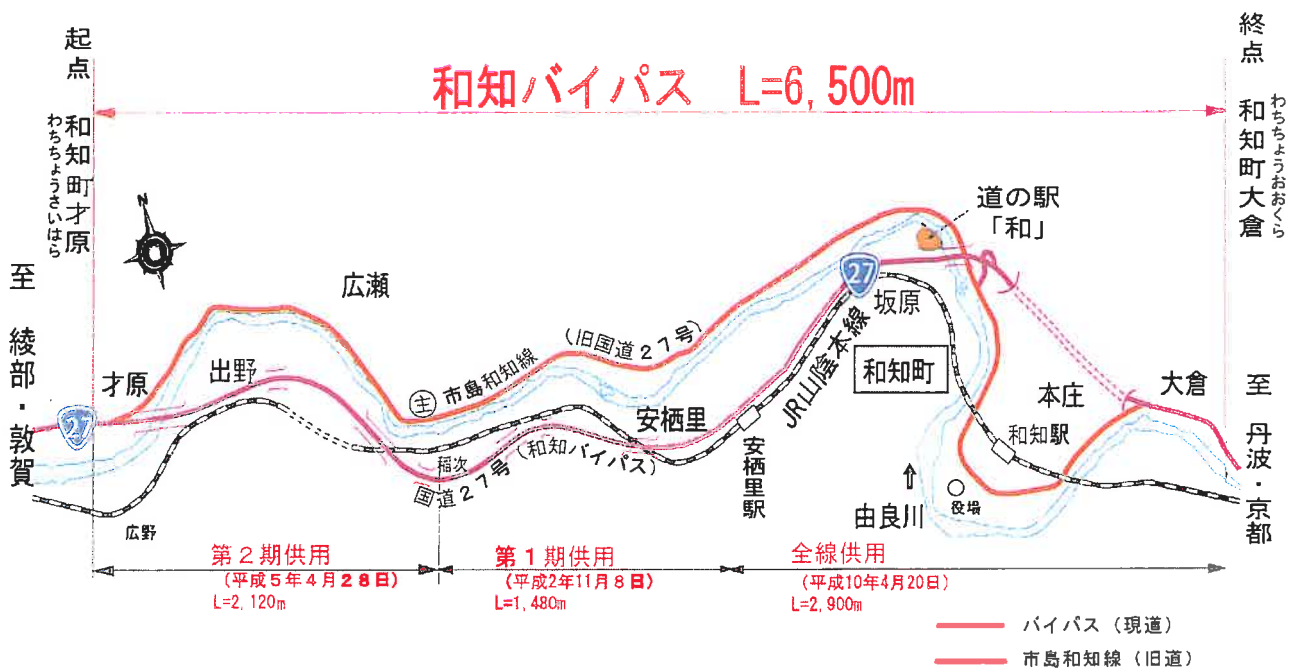 和知バイパス L=6,500m
起点
和知町才原
わちちょうさいはら
終点
和知町大倉
わちちょうおおくら
至 綾部・敦賀
至 丹波・京都
N
道の駅
「和」
27
広瀬
坂原
(旧国道27号)
JR山陰本線
和知町
才原
出野
主
市島和知線
安栖里
本庄
大倉
27
稲次
国道27号(和知バイパス)
安栖里駅
和知駅
広野
由良川
役場
第2期供用
(平成5年4月28日)
L=2,120m
第1期供用
(平成2年11月8日)
L=1,480m
全線供用
(平成10年4月20日)
L=2,900m
バイパス(現道)
市島和知線(旧道)